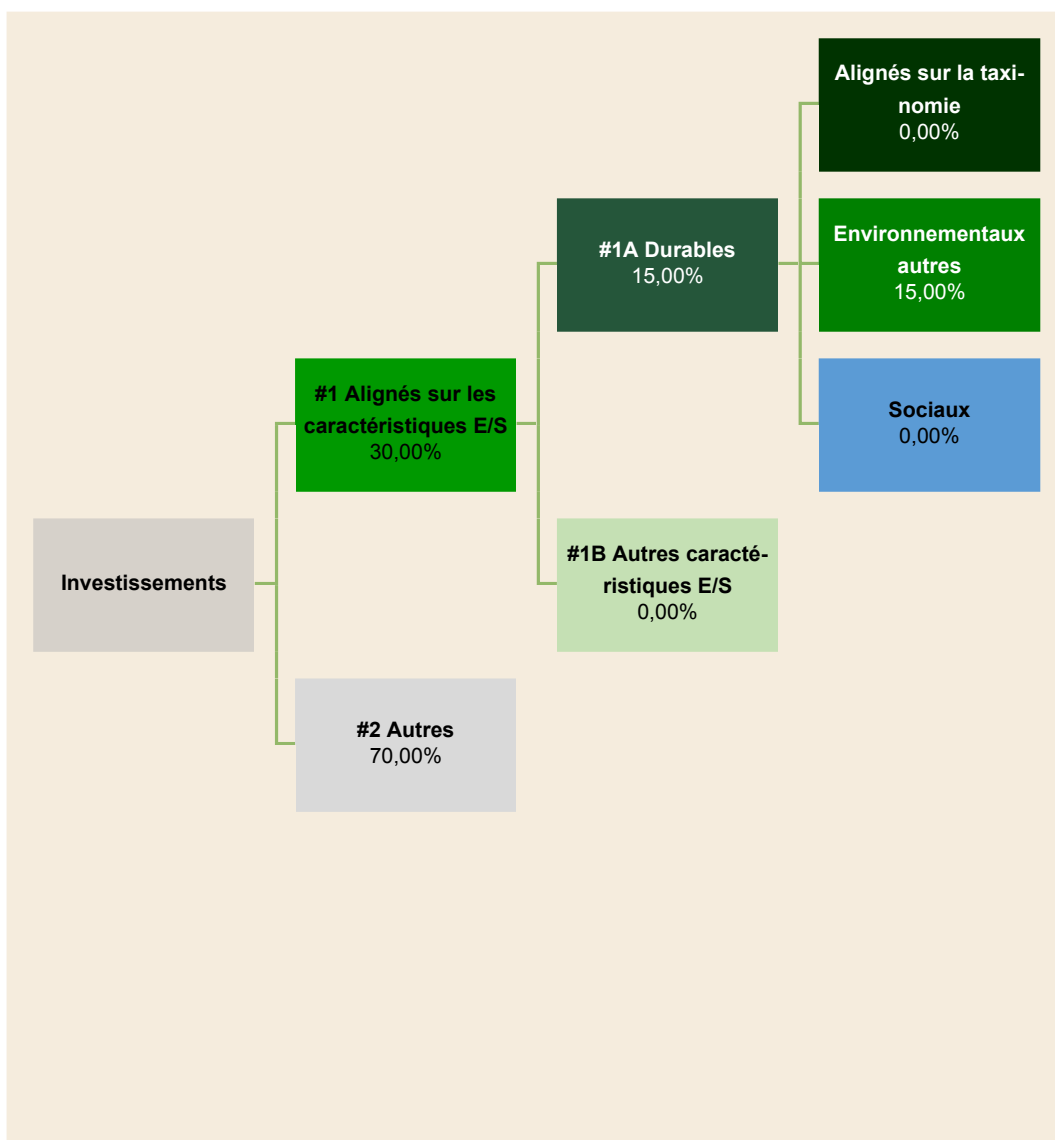 Alignés sur la taxi-
nomie
0,00%
#1A Durables
15,00%
Environnementaux
autres
15,00%
#1 Alignés sur les
caractéristiques E/S
30,00%
Sociaux
0,00%
Investissements
#1B Autres caracté-
ristiques E/S
0,00%
#2 Autres
70,00%